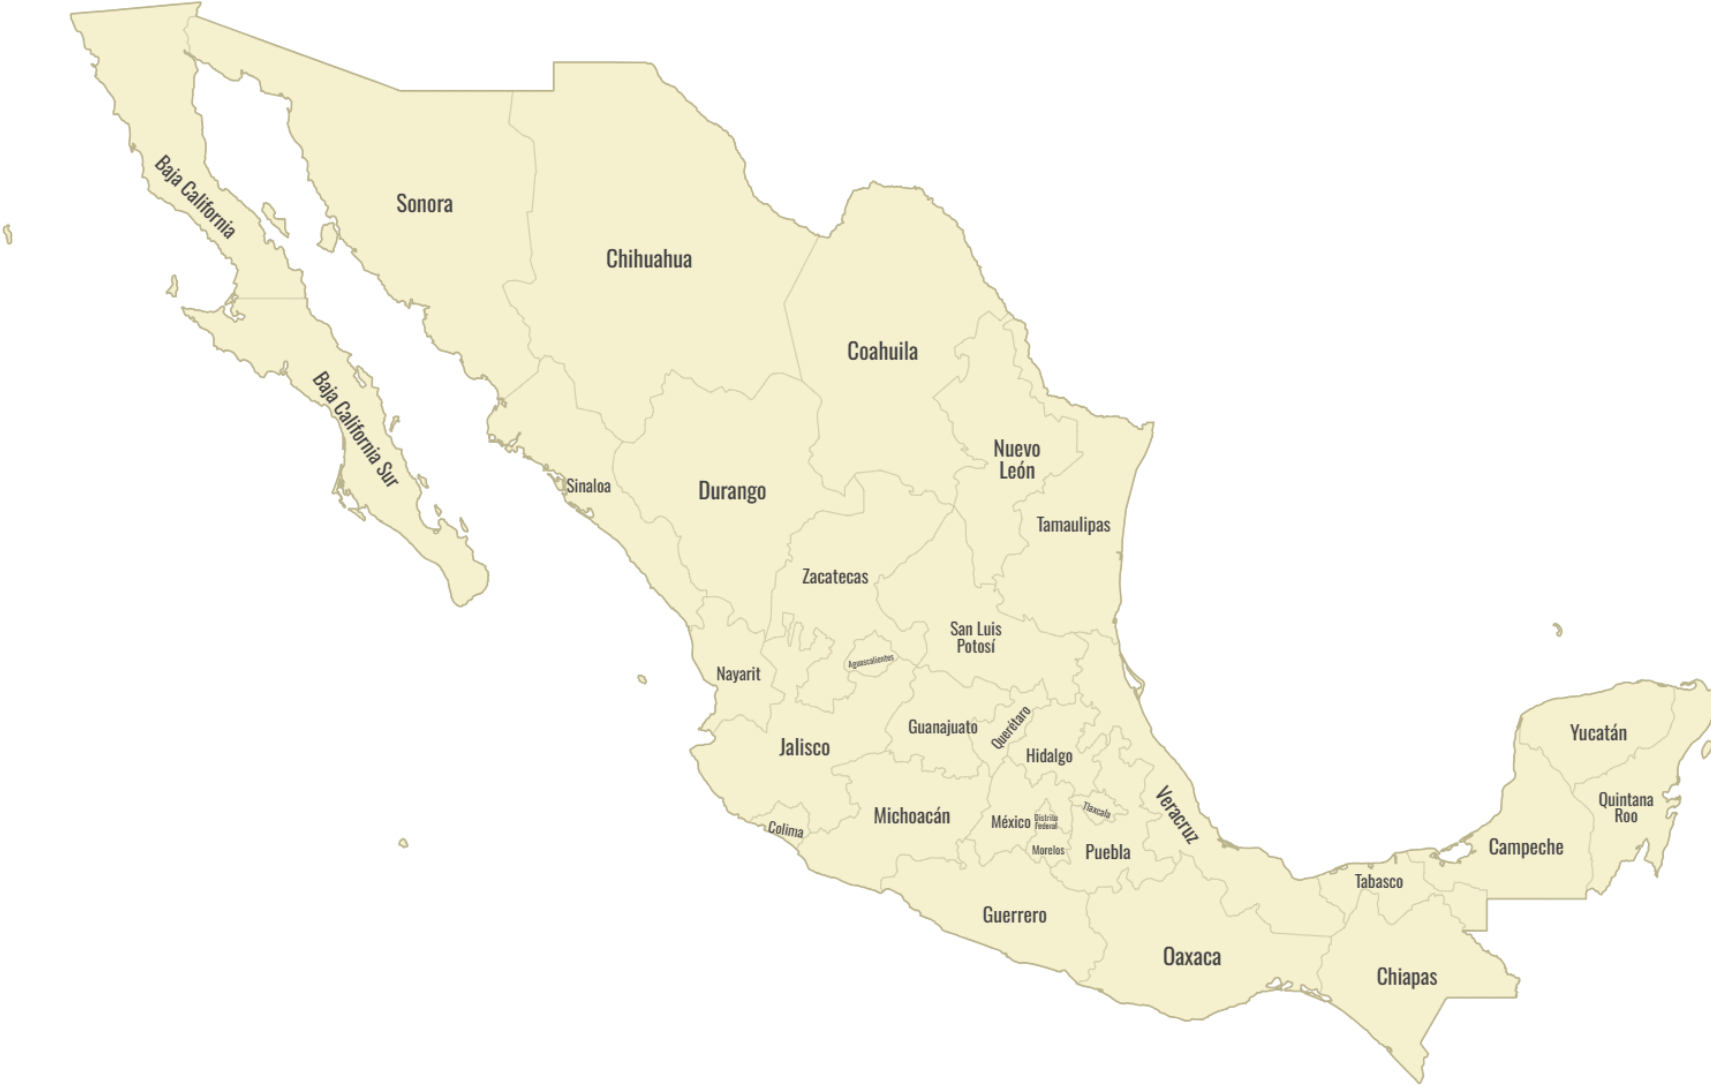 Baja California
Sonora
Chihuahua
Coahuila
Baja California Sur
Nuevo
León
Sinaloa
Durango
Tamaulipas
Zacatecas
San Luis
Potosí
Aguascalientes
Nayarit
Guanajuato
Querétaro
Jalisco
Hidalgo
Yucatán
Quintana
Roo
Michoacán
México
Distrito
Federal
Tlaxcala
Veracruz
Colima
Morelos
Puebla
Campeche
Tabasco
Guerrero
Oaxaca
Chiapas